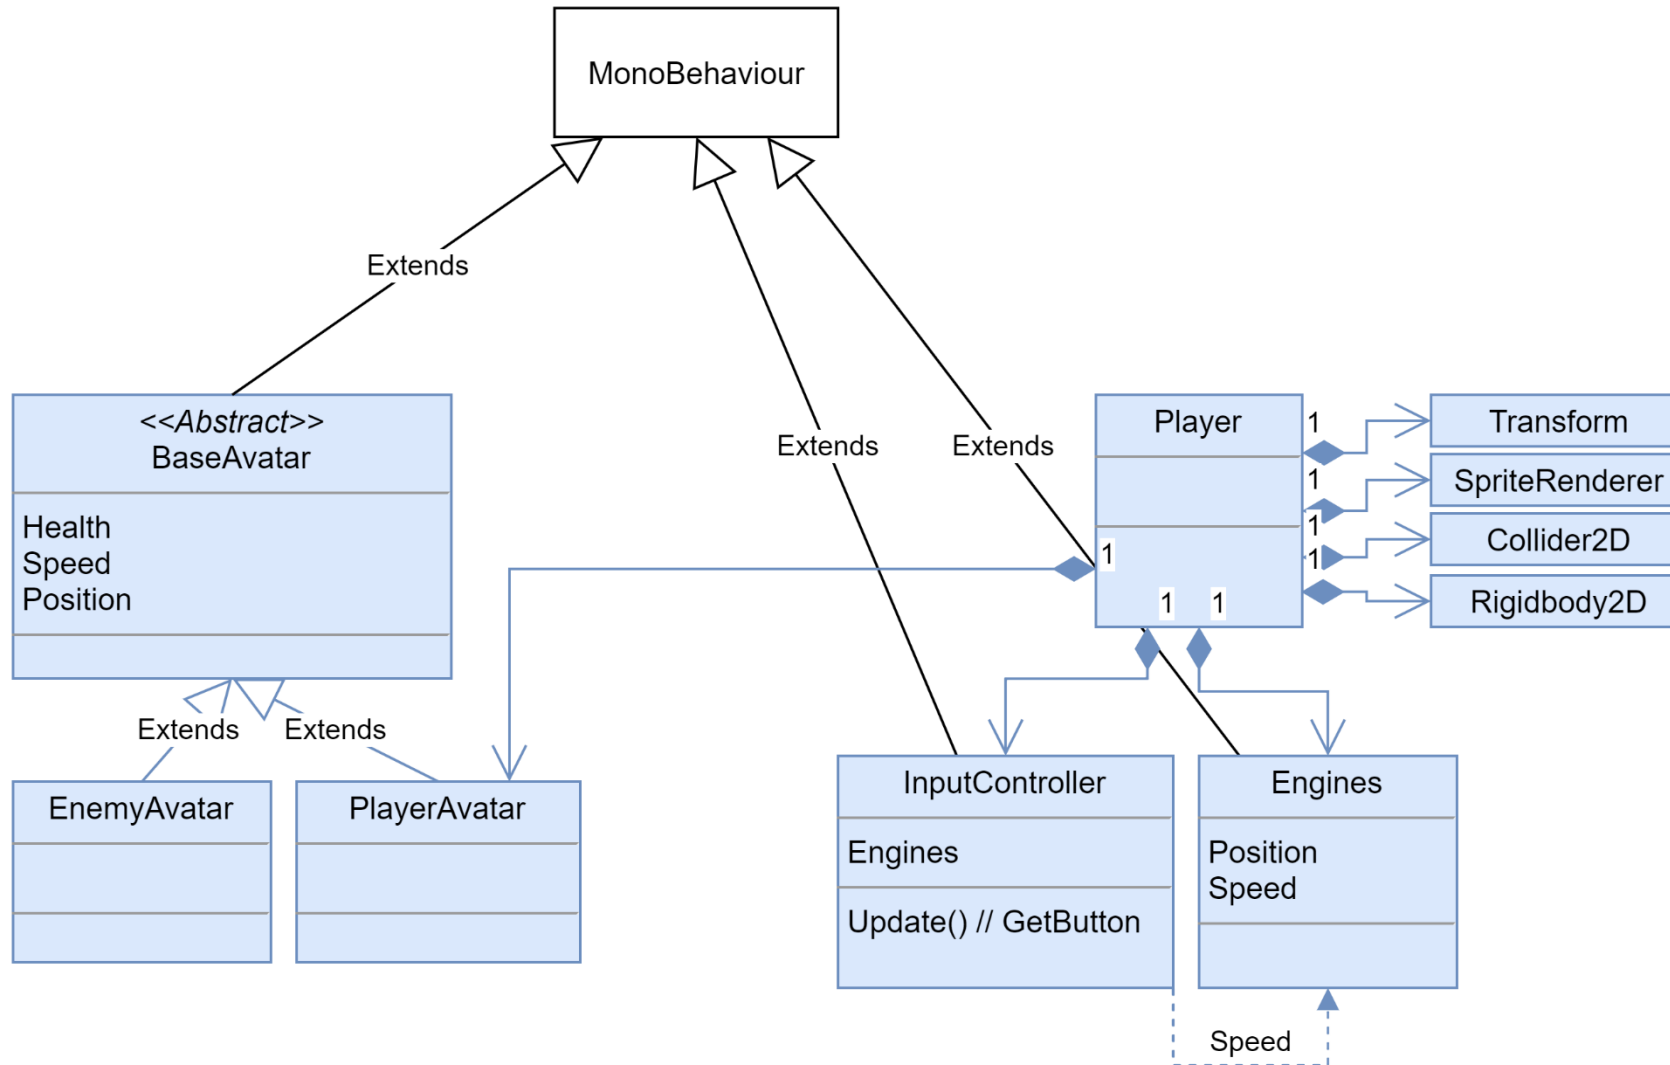 MonoBehaviour
Extends
Extends
Extends
<<Abstract>>
BaseAvatar
Health
Speed
Position
Player
1
1
1
1
1
1
1
Transform
SpriteRenderer
Collider2D
Rigidbody2D
Extends
Extends
EnemyAvatar
PlayerAvatar
InputController
Engines
Update() // GetButton
Engines
Position
Speed
Speed